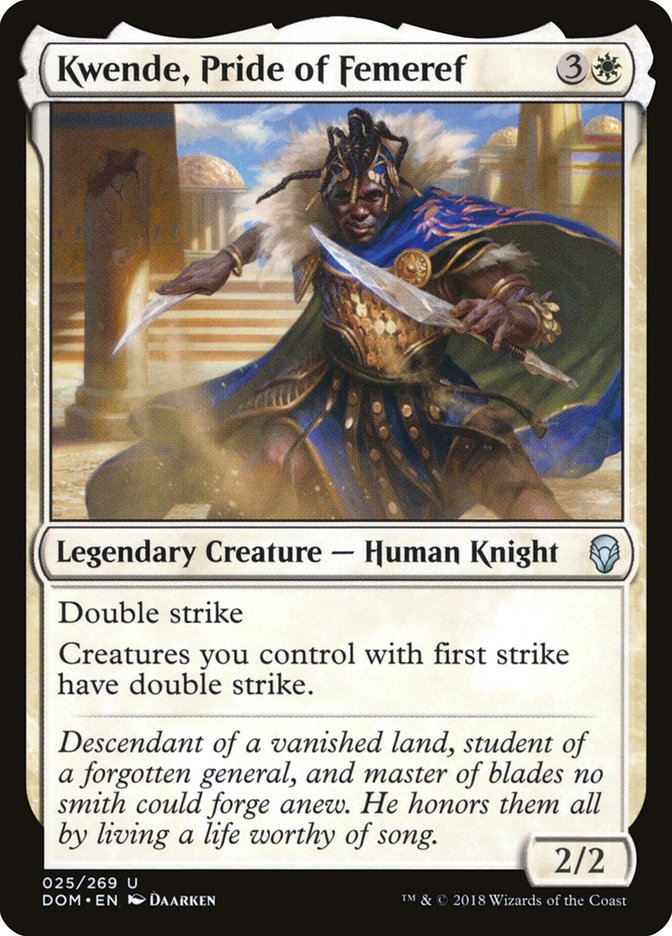 Kwende, Pride of Femeref 3
Legendary Creature — Human Knight
Double strike
Creatures you control with first strike
have double strike.
Descendant of a vanished land, student of
a forgotten general, and master of blades no
smith could forge anew. He honors them all
by living a life worthy of song.
2/2
025/269 U
DOM • EN Daarken
™ & © 2018 Wizards of the Coast